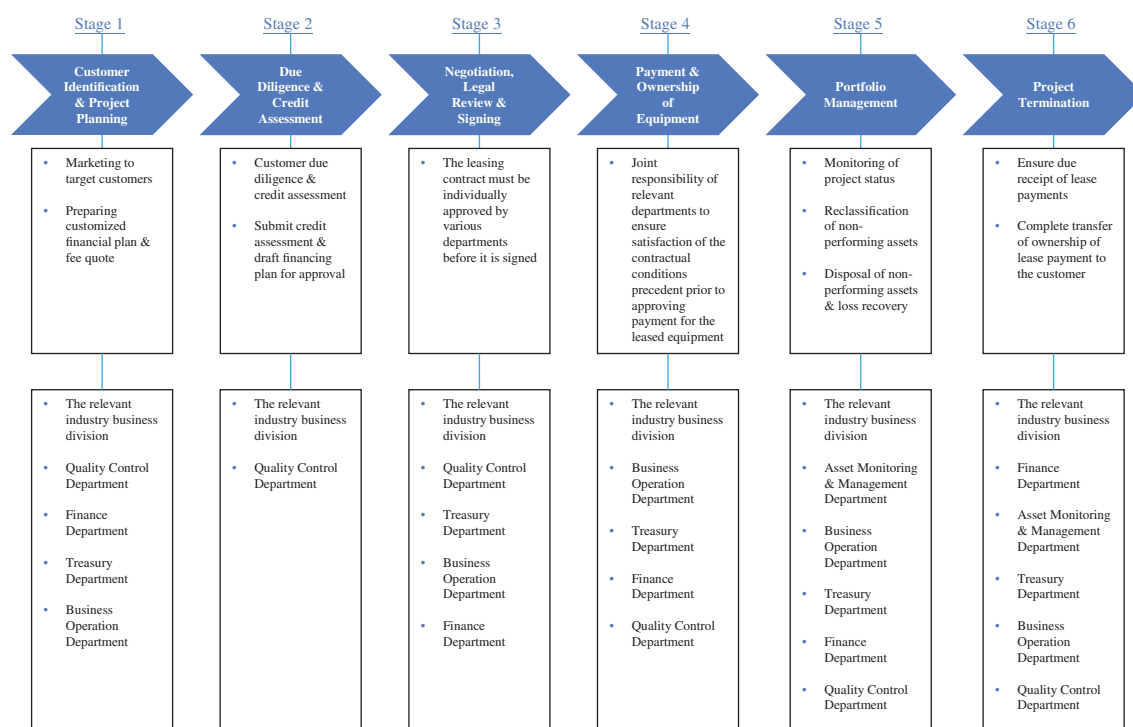 Stage 1
Customer
Identification
& Project
Planning
• Marketing to
target customers
• Preparing
customized
financial plan &
fee quote
• The relevant
industry business
division
• Quality Control
Department
• Finance
Department
• Treasury
Department
• Business
Operation
Department
Stage 2
Due
Diligence &
Credit
Assessment
• Customer due
diligence &
credit assessment
• Submit credit
assessment &
draft financing
plan for approval
• The relevant
industry business
division
• Quality Control
Department
Stage 3
Negotiation,
Legal
Review &
Signing
• The leasing
contract must be
individually
approved by
various
departments
before it is signed
• The relevant
industry business
division
• Quality Control
Department
• Treasury
Department
• Business
Operation
Department
• Finance
Department
Stage 4
Payment &
Ownership
of
Equipment
• Joint
responsibility of
relevant
departments to
ensure
satisfaction of the
contractual
conditions
precedent prior to
approving
payment for the
leased equipment
• The relevant
industry business
division
• Business
Operation
Department
• Treasury
Department
• Finance
Department
• Quality Control
Department
Stage 5
Portfolio
Management
• Monitoring of
project status
• Reclassification
of non-
performing assets
• Disposal of non-
performing assets
& loss recovery
• The relevant
industry business
division
• Asset Monitoring
& Management
Department
• Business
Operation
Department
• Treasury
Department
• Finance
Department
• Quality Control
Department
Stage 6
Project
Termination
• Ensure due
receipt of lease
payments
• Complete transfer
of ownership of
lease payment to
the customer
• The relevant
industry business
division
• Finance
Department
• Asset Monitoring
& Management
Department
• Treasury
Department
• Business
Operation
Department
• Quality Control
Department